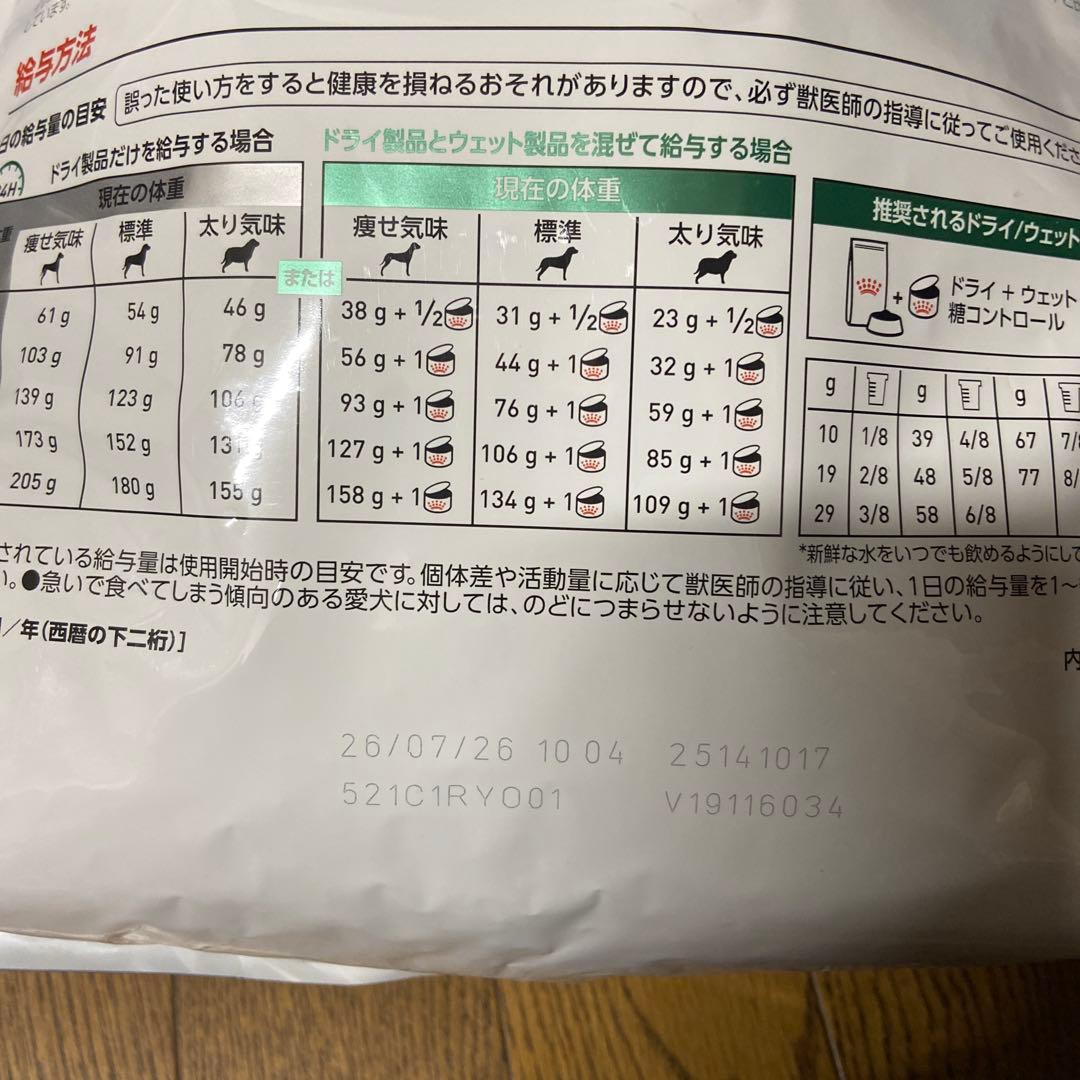 しています。
給与方法
日の給与量の目安
誤った使い方をすると健康を損ねるおそれがありますので、必ず獣医師の指導に従ってご使用くださ
ドライ製品だけを給与する場合
ドライ製品とウェット製品を混ぜて給与する場合
現在の体重
現在の体重
推奨されるドライ/ウェット
重 痩せ気味 標準 太り気味
痩せ気味 標準 太り気味
または
ドライ + ウェット
糖コントロール
61 g 54 g 46 g 38 g + 1/2 31 g + 1/2 23 g + 1/2
103 g 91 g 78 g 56 g + 1 44 g + 1 32 g + 1
139 g 123 g 106 g 93 g + 1 76 g + 1 59 g + 1
173 g 152 g 131 127 g + 1 106 g + 1 85 g + 1
205 g 180 g 155 g 158 g + 1 134 g + 1 109 g + 1
g g g
10 1/8 39 4/8 67 7/8
19 2/8 48 5/8 77 8/
29 3/8 58 6/8
*新鮮な水をいつでも飲めるようにして
されている給与量は使用開始時の目安です。個体差や活動量に応じて獣医師の指導に従い、1日の給与量を1〜
い。●急いで食べてしまう傾向のある愛犬に対しては、のどにつまらせないように注意してください。
/年(西暦の下二桁)]
内
26/07/26 10 04 25141017
521C1RY001 V19116034